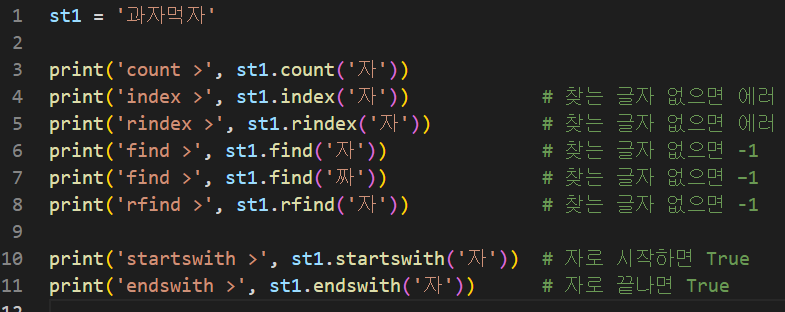 1 st1 = '과자먹자'
2
3 print('count >', st1.count('자'))
4 print('index >', st1.index('자')) # 찾는 글자 없으면 에러
5 print('rindex >', st1.rindex('자')) # 찾는 글자 없으면 에러
6 print('find >', st1.find('자')) # 찾는 글자 없으면 -1
7 print('find >', st1.find('짜')) # 찾는 글자 없으면 -1
8 print('rfind >', st1.rfind('자')) # 찾는 글자 없으면 -1
9
10 print('startswith >', st1.startswith('자')) # 자로 시작하면 True
11 print('endswith >', st1.endswith('자')) # 자로 끝나면 True
12